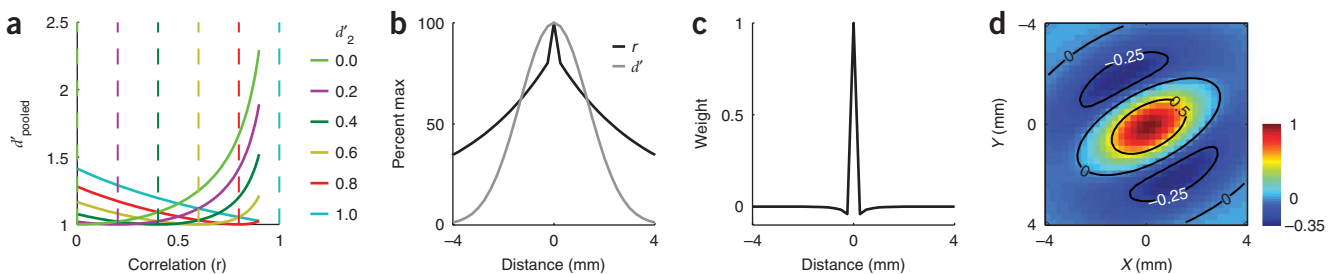 a
2.5
2
1.5
1
d′pooled
0
0.5
1
Correlation (r)
d′2
0.0
0.2
0.4
0.6
0.8
1.0
b
100
50
0
Percent max
−4
0
4
Distance (mm)
r
d′
c
1
0.5
0
Weight
−4
0
4
Distance (mm)
d
−4
0
4
Y (mm)
−4
0
4
X (mm)
0
−0.25
0.5
0
−0.25
0
1
0
−0.35